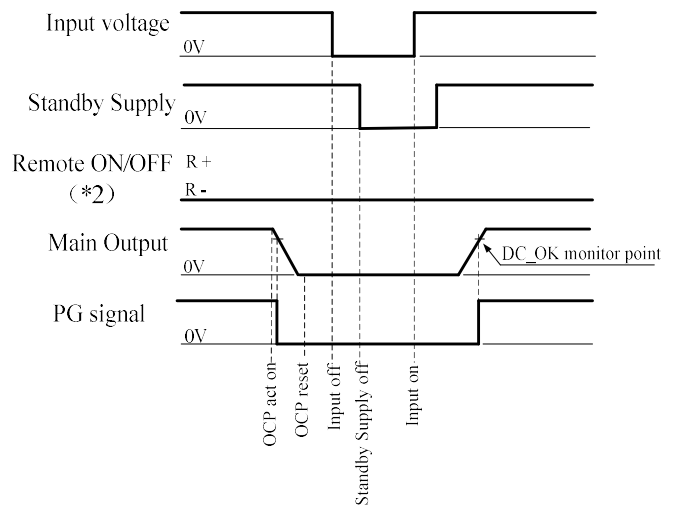 Input voltage
0V
Standby Supply
0V
Remote ON/OFF
(*2)
R +
R -
Main Output
0V
DC_OK monitor point
PG signal
0V
OCP act on
OCP reset
Input off
Standby Supply off
Input on